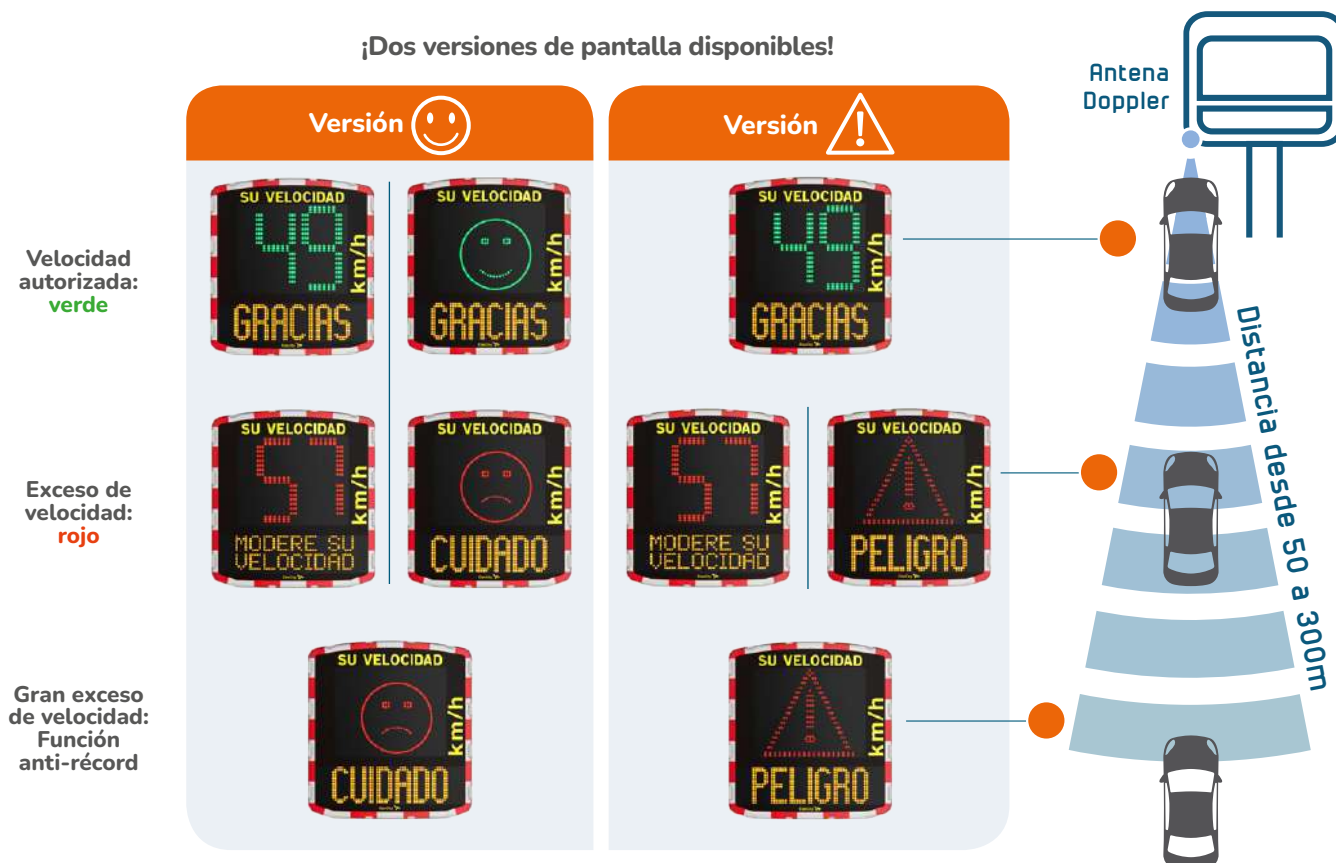 ¡Dos versiones de pantalla disponibles!
Antena
Doppler
Versión
Versión
Velocidad
autorizada:
verde
SU VELOCIDAD
49
km/h
GRACIAS
SU VELOCIDAD
km/h
GRACIAS
SU VELOCIDAD
49
km/h
GRACIAS
Exceso de
velocidad:
rojo
SU VELOCIDAD
57
km/h
MODERE SU
VELOCIDAD
SU VELOCIDAD
km/h
CUIDADO
SU VELOCIDAD
57
km/h
MODERE SU
VELOCIDAD
SU VELOCIDAD
km/h
PELIGRO
Gran exceso
de velocidad:
Función
anti-récord
SU VELOCIDAD
km/h
CUIDADO
SU VELOCIDAD
km/h
PELIGRO
Distancia desde 50 a 300m